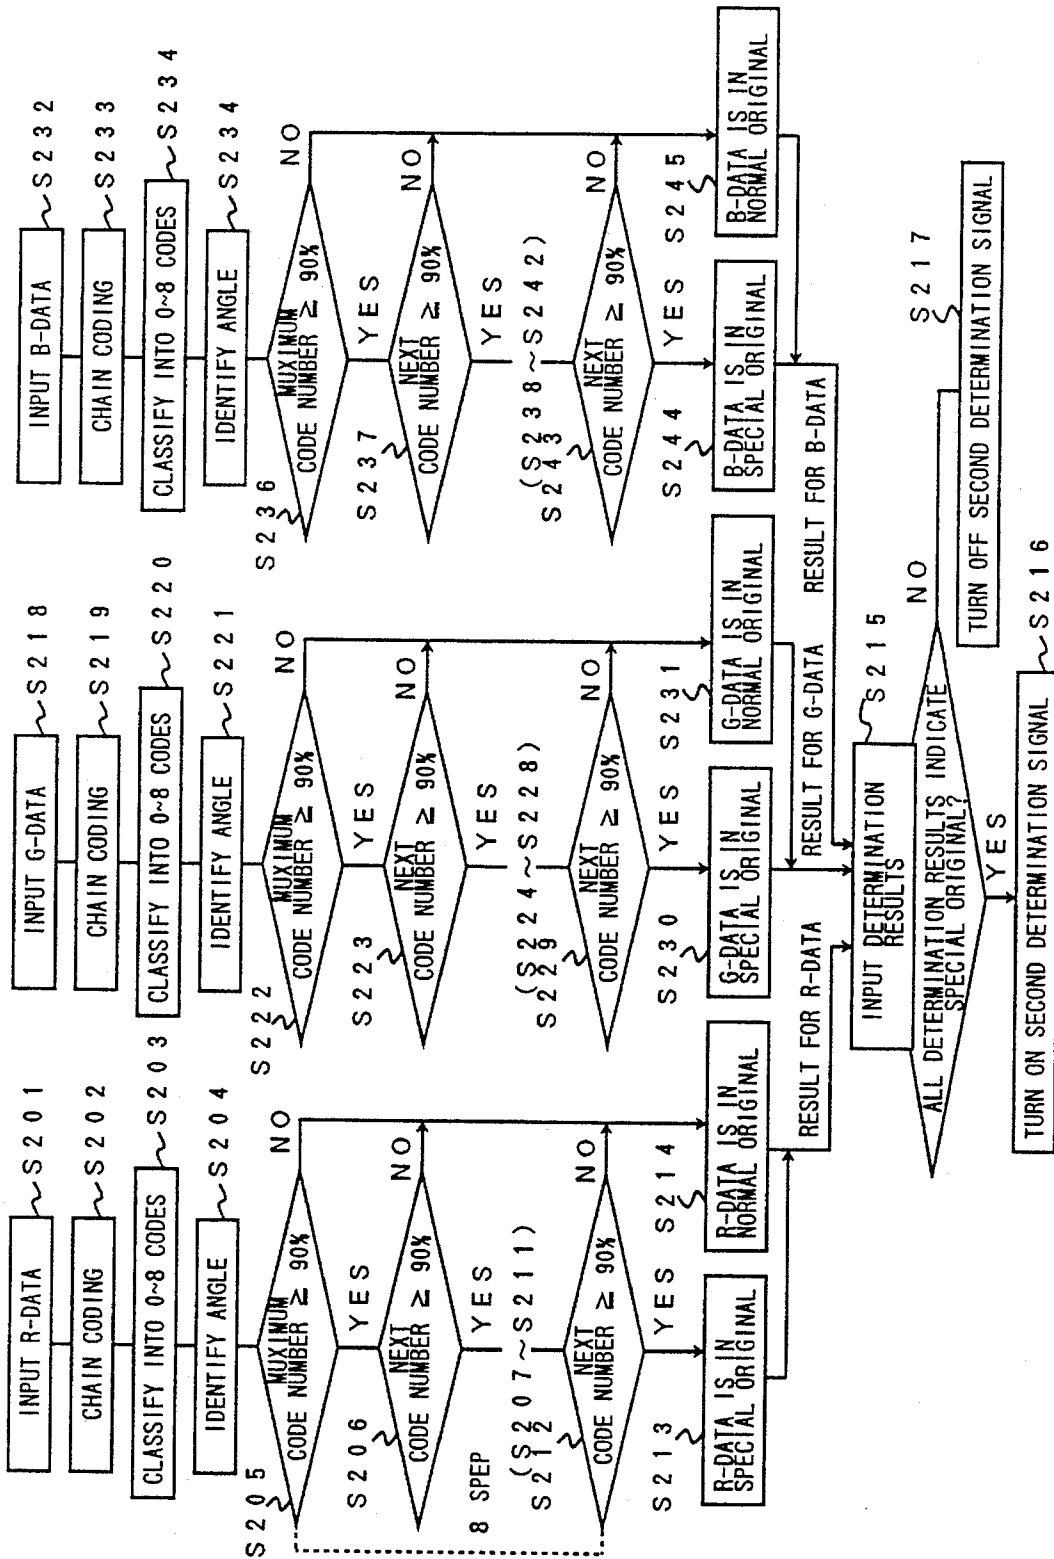 INPUT R-DATA
S201
CHAIN CODING
S202
CLASSIFY INTO 0~8 CODES
S203
IDENTIFY ANGLE
S204
S205
MUXIMUM
CODE NUMBER ≧ 90%
NO
YES
S206
NEXT
CODE NUMBER ≧ 90%
NO
YES
8 SPEP
(S207~S211)
S212
NEXT
CODE NUMBER ≧ 90%
NO
YES
S213
R-DATA IS IN
SPECIAL ORIGINAL
S214
R-DATA IS IN
NORMAL ORIGINAL
RESULT FOR R-DATA
INPUT G-DATA
S218
CHAIN CODING
S219
CLASSIFY INTO 0~8 CODES
S220
IDENTIFY ANGLE
S221
S222
MUXIMUM
CODE NUMBER ≧ 90%
NO
YES
S223
NEXT
CODE NUMBER ≧ 90%
NO
YES
(S224~S228)
S229
NEXT
CODE NUMBER ≧ 90%
NO
YES
S230
G-DATA IS IN
SPECIAL ORIGINAL
S231
G-DATA IS IN
NORMAL ORIGINAL
RESULT FOR G-DATA
INPUT B-DATA
S232
CHAIN CODING
S233
CLASSIFY INTO 0~8 CODES
S234
IDENTIFY ANGLE
S234
S236
MUXIMUM
CODE NUMBER ≧ 90%
NO
YES
S237
NEXT
CODE NUMBER ≧ 90%
NO
YES
(S238~S242)
S243
NEXT
CODE NUMBER ≧ 90%
NO
YES
S244
B-DATA IS IN
SPECIAL ORIGINAL
S245
B-DATA IS IN
NORMAL ORIGINAL
RESULT FOR B-DATA
INPUT DETERMINATION
RESULTS
S215
ALL DETERMINATION RESULTS INDICATE
SPECIAL ORIGINAL?
NO
YES
S217
TURN OFF SECOND DETERMINATION SIGNAL
TURN ON SECOND DETERMINATION SIGNAL
S216